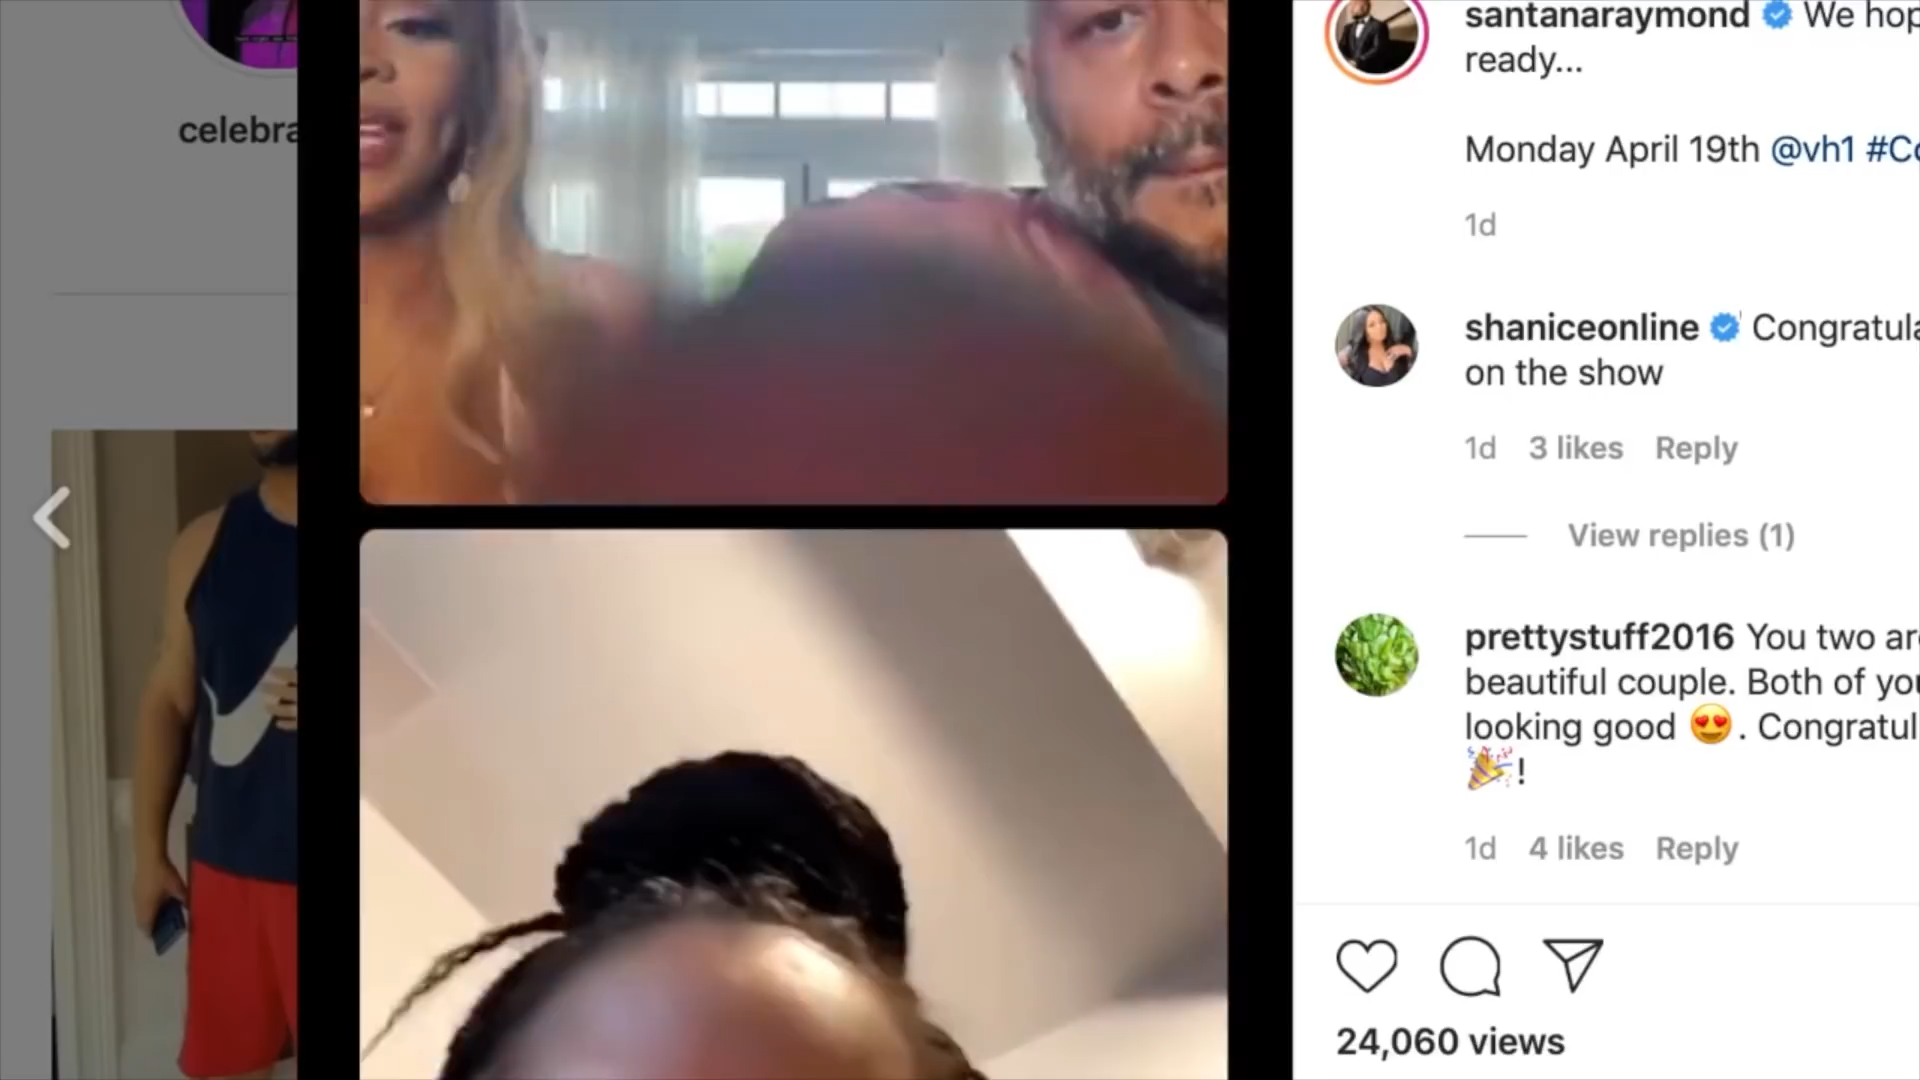 celebra
santanaraymond We hop
ready...
Monday April 19th @vh1 #Co
1d
shaniceonline Congratula
on the show
1d 3 likes Reply
View replies (1)
prettystuff2016 You two are
beautiful couple. Both of you
looking good 😍. Congratul
🎉!
1d 4 likes Reply
24,060 views